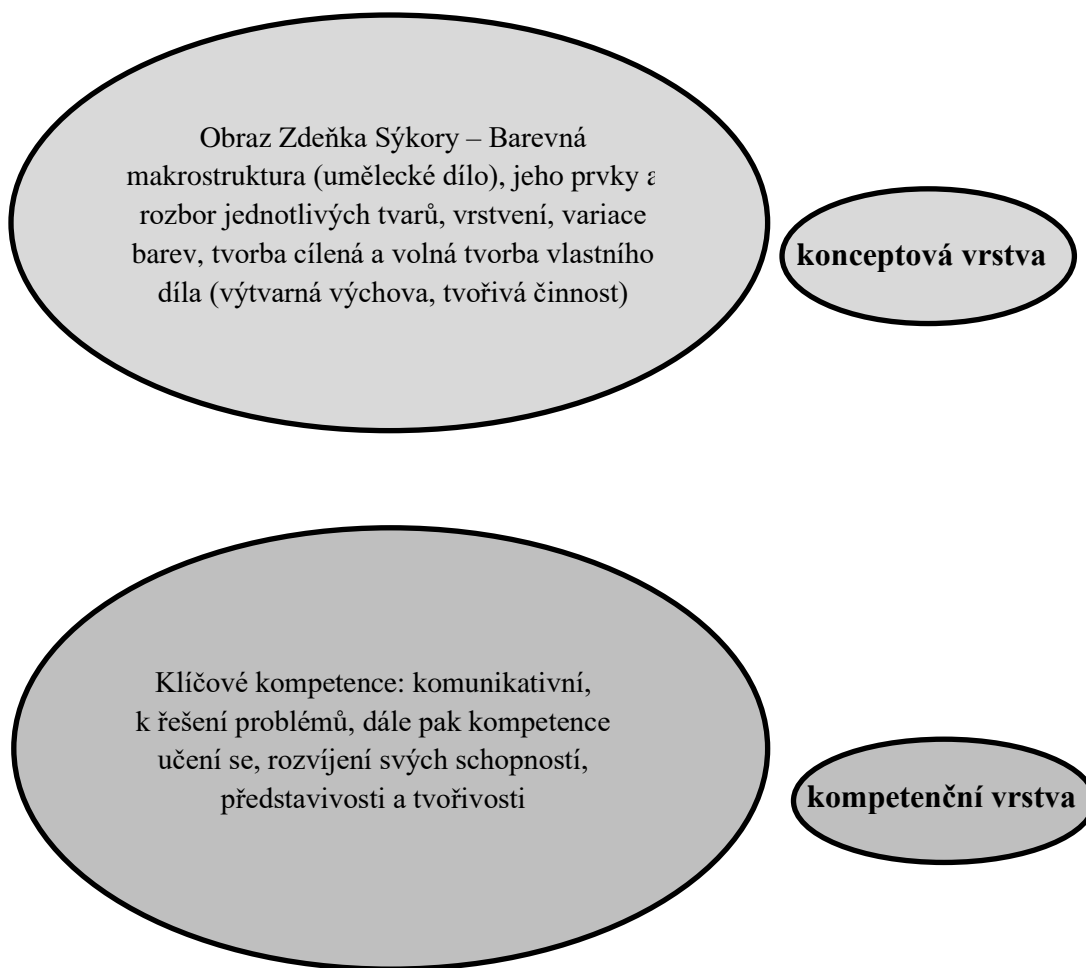 Obraz Zdeňka Sýkory – Barevná
makrostruktura (umělecké dílo), jeho prvky a
rozbor jednotlivých tvarů, vrstvení, variace
barev, tvorba cílená a volná tvorba vlastního
díla (výtvarná výchova, tvořivá činnost)
konceptová vrstva
Klíčové kompetence: komunikativní,
k řešení problémů, dále pak kompetence
učení se, rozvíjení svých schopností,
představivosti a tvořivosti
kompetenční vrstva